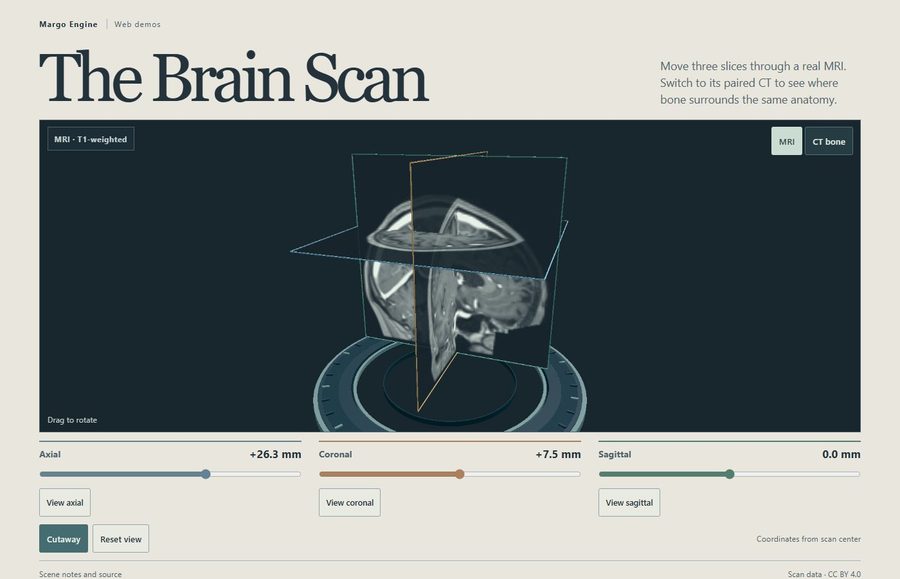 Margo Engine Web demos
The Brain Scan
Move three slices through a real MRI.
Switch to its paired CT to see where
bone surrounds the same anatomy.
MRI · T1-weighted
MRI CT bone
Drag to rotate
Axial +26.3 mm
Coronal +7.5 mm
Sagittal 0.0 mm
View axial
View coronal
View sagittal
Cutaway Reset view
Coordinates from scan center
Scene notes and source
Scan data · CC BY 4.0